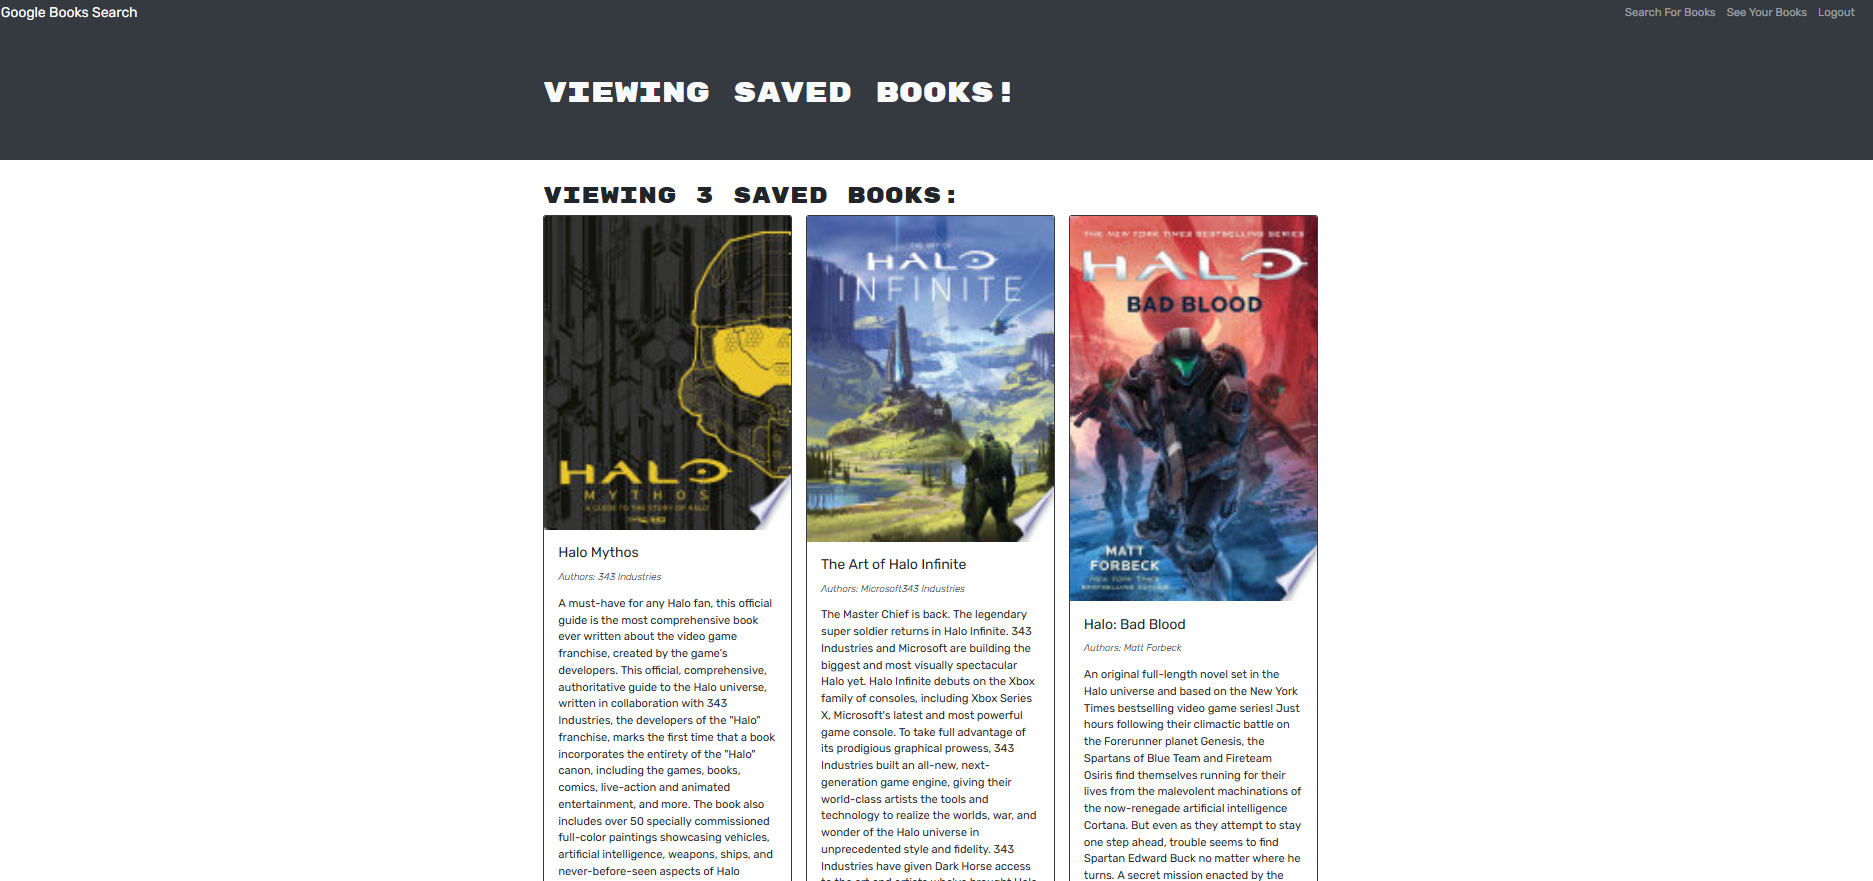 Google Books Search
Search For Books See Your Books Logout
VIEWING SAVED BOOKS!
VIEWING 3 SAVED BOOKS:
HALO
MYTHOS
A GUIDE TO THE STORY OF HALO
Halo Mythos
Authors: 343 Industries
A must-have for any Halo fan, this official
guide is the most comprehensive book
ever written about the video game
franchise, created by the game's
developers. This official, comprehensive,
authoritative guide to the Halo universe,
written in collaboration with 343
Industries, the developers of the "Halo"
franchise, marks the first time that a book
incorporates the entirety of the "Halo"
canon, including the games, books,
comics, live-action and animated
entertainment, and more. The book also
includes over 50 specially commissioned
full-color paintings showcasing vehicles,
artificial intelligence, weapons, ships, and
never-before-seen aspects of Halo
THE ART OF
HALO
INFINITE
The Art of Halo Infinite
Authors: Microsoft343 Industries
The Master Chief is back. The legendary
super soldier returns in Halo Infinite. 343
Industries and Microsoft are building the
biggest and most visually spectacular
Halo yet. Halo Infinite debuts on the Xbox
family of consoles, including Xbox Series
X, Microsoft's latest and most powerful
game console. To take full advantage of
its prodigious graphical prowess, 343
Industries built an all-new, next-
generation game engine, giving their
world-class artists the tools and
technology to realize the worlds, war, and
wonder of the Halo universe in
unprecedented style and fidelity. 343
Industries have given Dark Horse access
to the art and artists who've brought Halo
THE NEW YORK TIMES BESTSELLING SERIES
HALO
BAD BLOOD
MATT
FORBECK
NEW YORK TIMES
BESTSELLING AUTHOR
Halo: Bad Blood
Authors: Matt Forbeck
An original full-length novel set in the
Halo universe and based on the New York
Times bestselling video game series! Just
hours following their climactic battle on
the Forerunner planet Genesis, the
Spartans of Blue Team and Fireteam
Osiris find themselves running for their
lives from the malevolent machinations of
the now-renegade artificial intelligence
Cortana. But even as they attempt to stay
one step ahead, trouble seems to find
Spartan Edward Buck no matter where he
turns. A secret mission enacted by the